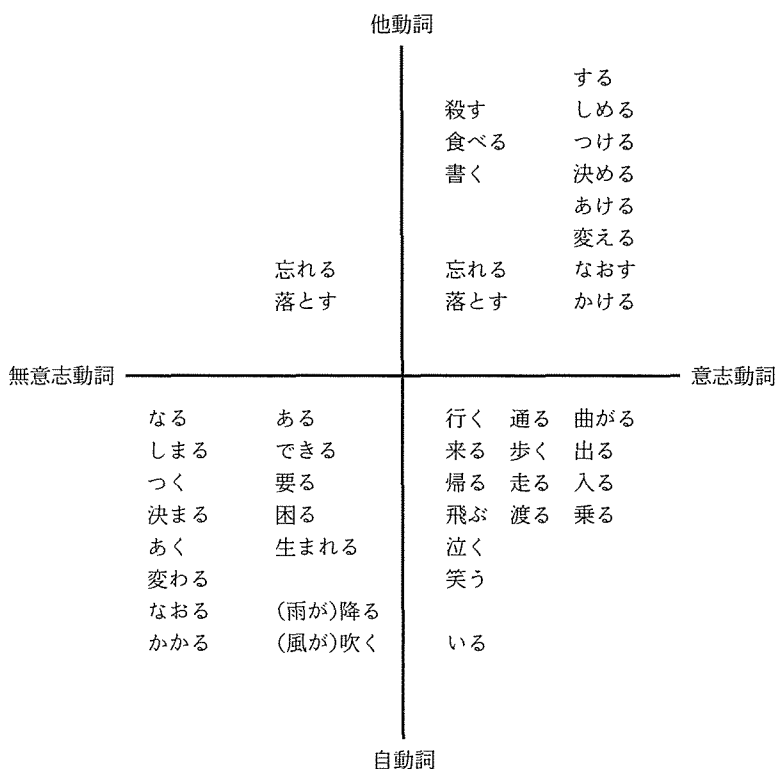 他動詞
する
殺す しめる
食べる つける
書く 決める
あける
変える
忘れる 忘れる なおす
落とす 落とす かける
無意志動詞 意志動詞
なる ある 行く 通る 曲がる
しまる できる 来る 歩く 出る
つく 要る 帰る 走る 入る
決まる 困る 飛ぶ 渡る 乗る
あく 生まれる 泣く
変わる 笑う
なおる (雨が)降る
かかる (風が)吹く いる
自動詞